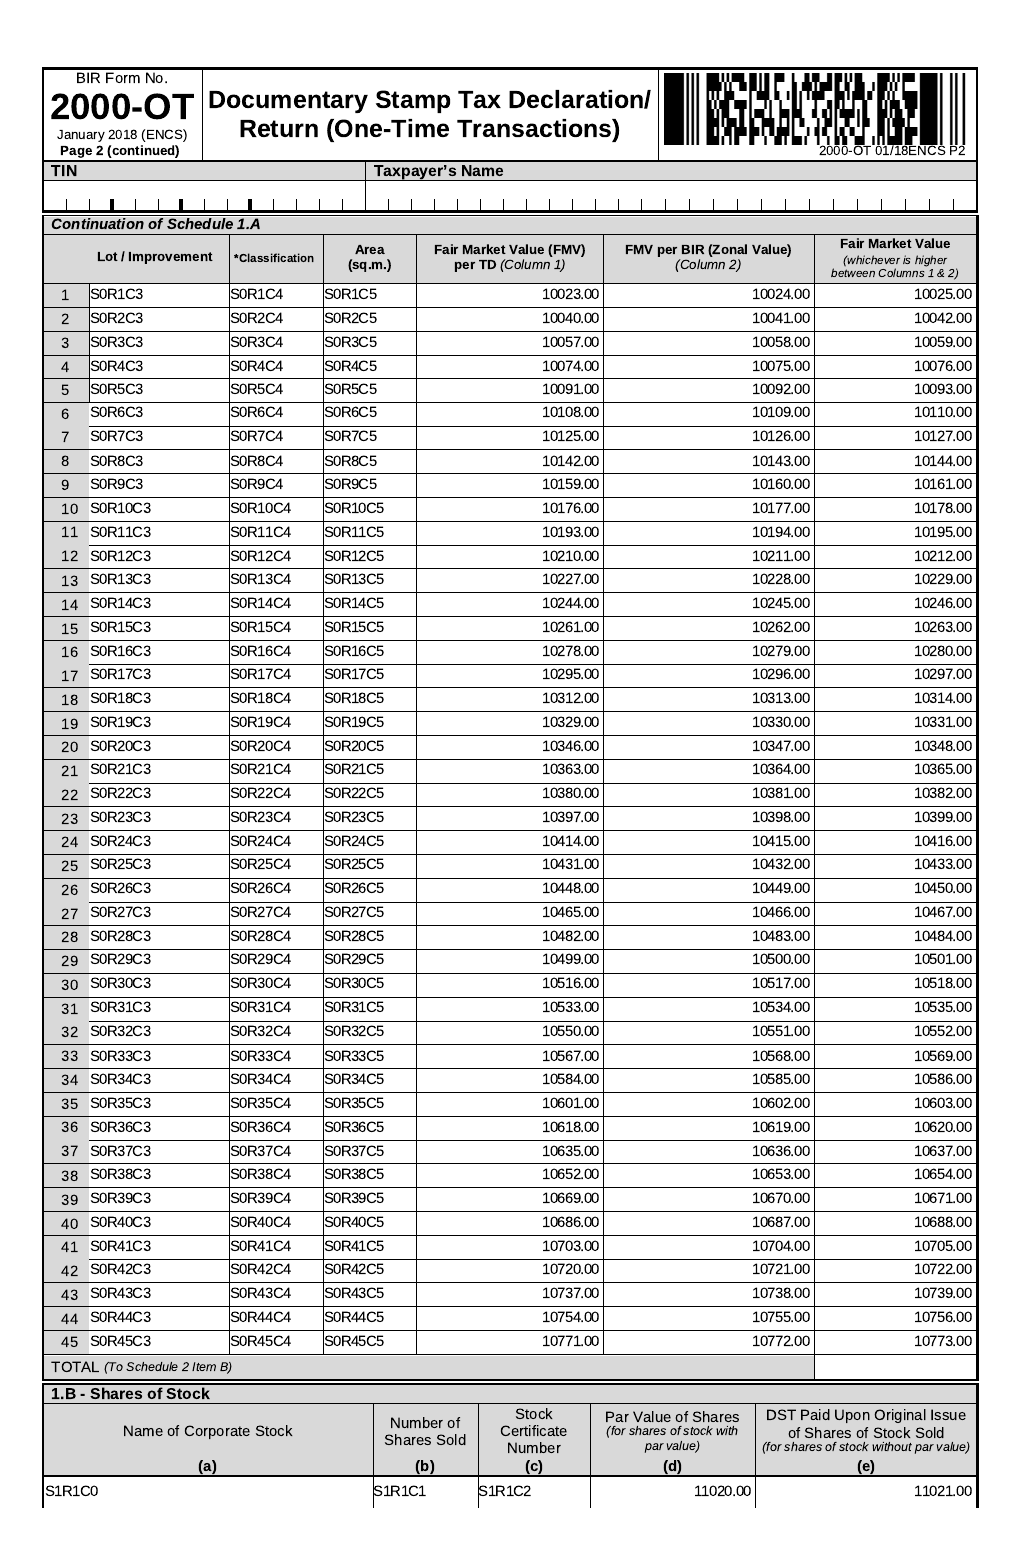 BIR Form No.
2000-OT
January 2018 (ENCS)
Page 2 (continued)
Documentary Stamp Tax Declaration/
Return (One-Time Transactions)
2000-OT 01/18ENCS P2
TIN Taxpayer's Name
Continuation of Schedule 1.A
Lot / Improvement *Classification Area (sq.m.) Fair Market Value (FMV) per TD (Column 1) FMV per BIR (Zonal Value) (Column 2) Fair Market Value (whichever is higher between Columns 1 & 2)
1 S0R1C3 S0R1C4 S0R1C5 10023.00 10024.00 10025.00
2 S0R2C3 S0R2C4 S0R2C5 10040.00 10041.00 10042.00
3 S0R3C3 S0R3C4 S0R3C5 10057.00 10058.00 10059.00
4 S0R4C3 S0R4C4 S0R4C5 10074.00 10075.00 10076.00
5 S0R5C3 S0R5C4 S0R5C5 10091.00 10092.00 10093.00
6 S0R6C3 S0R6C4 S0R6C5 10108.00 10109.00 10110.00
7 S0R7C3 S0R7C4 S0R7C5 10125.00 10126.00 10127.00
8 S0R8C3 S0R8C4 S0R8C5 10142.00 10143.00 10144.00
9 S0R9C3 S0R9C4 S0R9C5 10159.00 10160.00 10161.00
10 S0R10C3 S0R10C4 S0R10C5 10176.00 10177.00 10178.00
11 S0R11C3 S0R11C4 S0R11C5 10193.00 10194.00 10195.00
12 S0R12C3 S0R12C4 S0R12C5 10210.00 10211.00 10212.00
13 S0R13C3 S0R13C4 S0R13C5 10227.00 10228.00 10229.00
14 S0R14C3 S0R14C4 S0R14C5 10244.00 10245.00 10246.00
15 S0R15C3 S0R15C4 S0R15C5 10261.00 10262.00 10263.00
16 S0R16C3 S0R16C4 S0R16C5 10278.00 10279.00 10280.00
17 S0R17C3 S0R17C4 S0R17C5 10295.00 10296.00 10297.00
18 S0R18C3 S0R18C4 S0R18C5 10312.00 10313.00 10314.00
19 S0R19C3 S0R19C4 S0R19C5 10329.00 10330.00 10331.00
20 S0R20C3 S0R20C4 S0R20C5 10346.00 10347.00 10348.00
21 S0R21C3 S0R21C4 S0R21C5 10363.00 10364.00 10365.00
22 S0R22C3 S0R22C4 S0R22C5 10380.00 10381.00 10382.00
23 S0R23C3 S0R23C4 S0R23C5 10397.00 10398.00 10399.00
24 S0R24C3 S0R24C4 S0R24C5 10414.00 10415.00 10416.00
25 S0R25C3 S0R25C4 S0R25C5 10431.00 10432.00 10433.00
26 S0R26C3 S0R26C4 S0R26C5 10448.00 10449.00 10450.00
27 S0R27C3 S0R27C4 S0R27C5 10465.00 10466.00 10467.00
28 S0R28C3 S0R28C4 S0R28C5 10482.00 10483.00 10484.00
29 S0R29C3 S0R29C4 S0R29C5 10499.00 10500.00 10501.00
30 S0R30C3 S0R30C4 S0R30C5 10516.00 10517.00 10518.00
31 S0R31C3 S0R31C4 S0R31C5 10533.00 10534.00 10535.00
32 S0R32C3 S0R32C4 S0R32C5 10550.00 10551.00 10552.00
33 S0R33C3 S0R33C4 S0R33C5 10567.00 10568.00 10569.00
34 S0R34C3 S0R34C4 S0R34C5 10584.00 10585.00 10586.00
35 S0R35C3 S0R35C4 S0R35C5 10601.00 10602.00 10603.00
36 S0R36C3 S0R36C4 S0R36C5 10618.00 10619.00 10620.00
37 S0R37C3 S0R37C4 S0R37C5 10635.00 10636.00 10637.00
38 S0R38C3 S0R38C4 S0R38C5 10652.00 10653.00 10654.00
39 S0R39C3 S0R39C4 S0R39C5 10669.00 10670.00 10671.00
40 S0R40C3 S0R40C4 S0R40C5 10686.00 10687.00 10688.00
41 S0R41C3 S0R41C4 S0R41C5 10703.00 10704.00 10705.00
42 S0R42C3 S0R42C4 S0R42C5 10720.00 10721.00 10722.00
43 S0R43C3 S0R43C4 S0R43C5 10737.00 10738.00 10739.00
44 S0R44C3 S0R44C4 S0R44C5 10754.00 10755.00 10756.00
45 S0R45C3 S0R45C4 S0R45C5 10771.00 10772.00 10773.00
TOTAL (To Schedule 2 Item B)
1.B - Shares of Stock
Name of Corporate Stock Number of Shares Sold Stock Certificate Number Par Value of Shares (for shares of stock with par value) DST Paid Upon Original Issue of Shares of Stock Sold (for shares of stock without par value)
(a) (b) (c) (d) (e)
S1R1C0 S1R1C1 S1R1C2 11020.00 11021.00